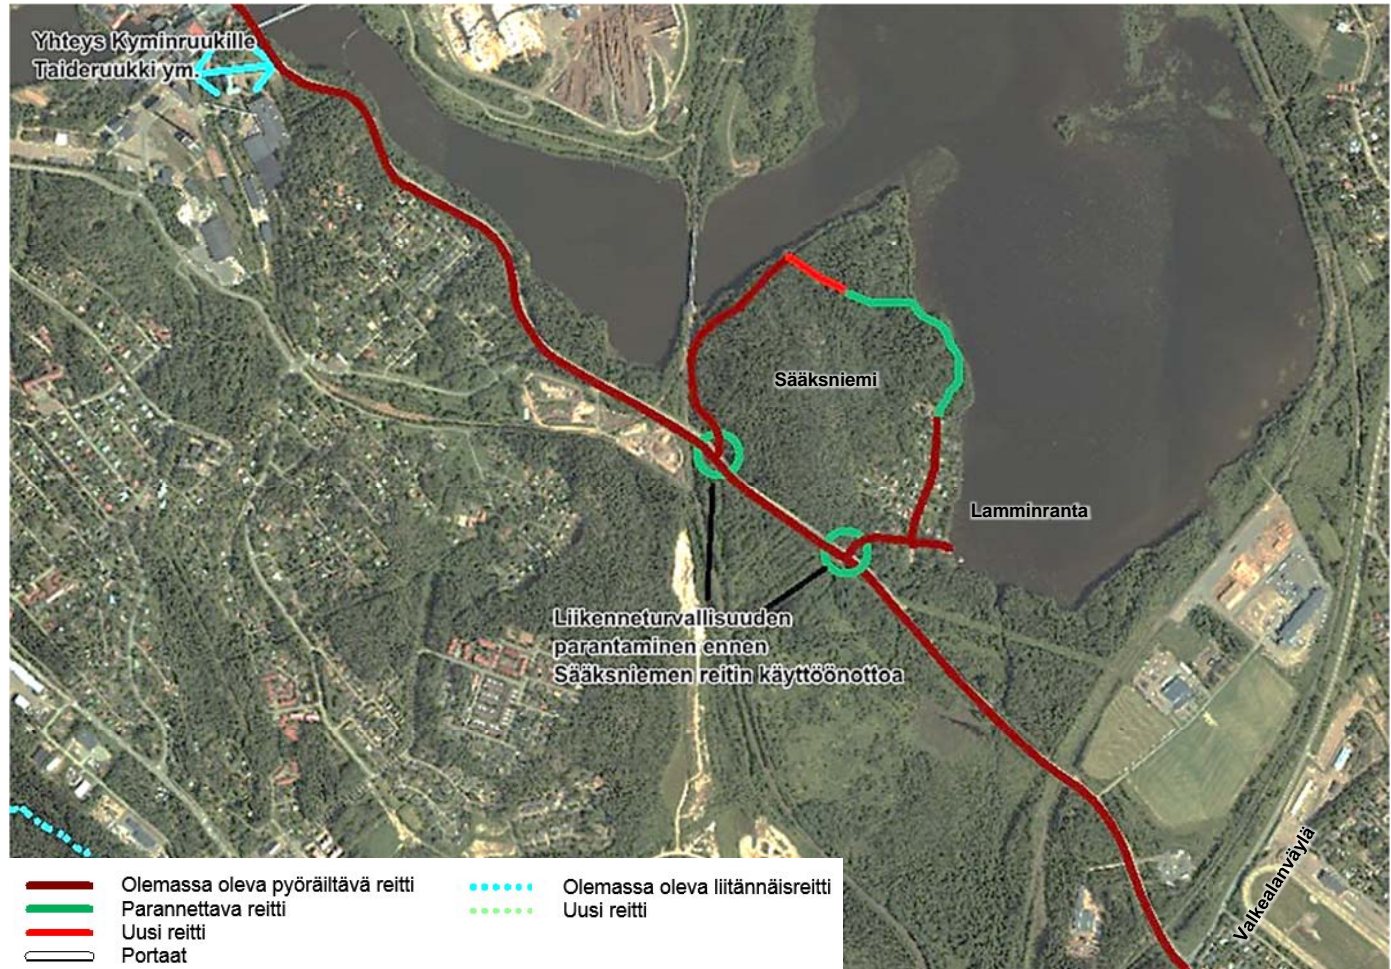 Yhteys Kyminruukille
Taideruukki ym.
Sääksniemi
Lamminranta
Liikenneturvallisuuden
parantaminen ennen
Sääksniemen reitin käyttöönottoa
Valkealanväylä
Olemassa oleva pyöräiltävä reitti
Parannettava reitti
Uusi reitti
Portaat
Olemassa oleva liitännäisreitti
Uusi reitti